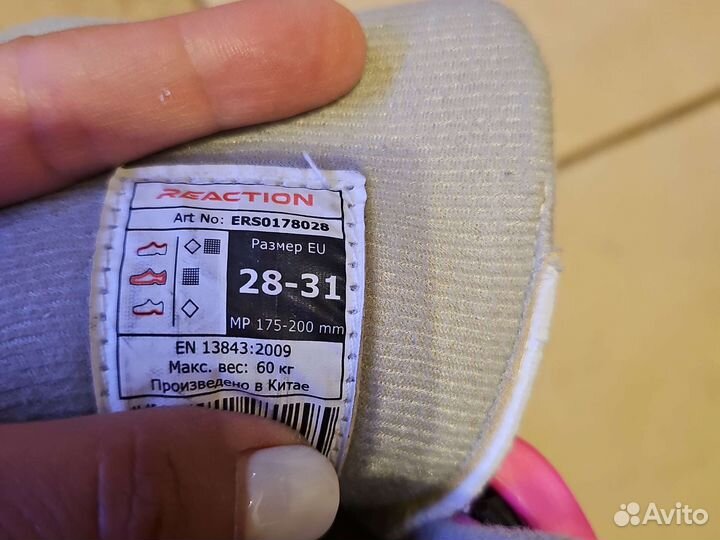 REACTION
Art No: ERS0178028
Размер EU
28-31
MP 175-200 mm
EN 13843:2009
Макс. вес: 60 кг
Произведено в Китае
Avito